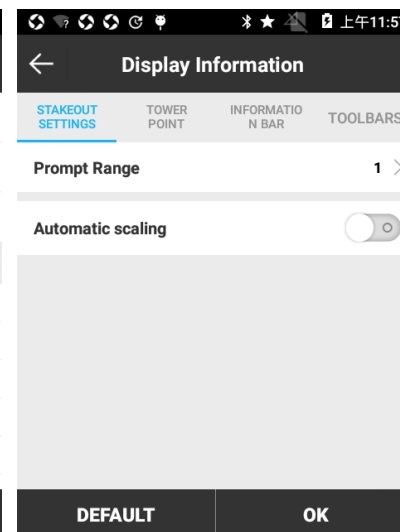 上午11:57
Display Information
STAKEOUT
SETTINGS
TOWER
POINT
INFORMATIO
N BAR
TOOLBARS
Prompt Range
1
Automatic scaling
DEFAULT
OK